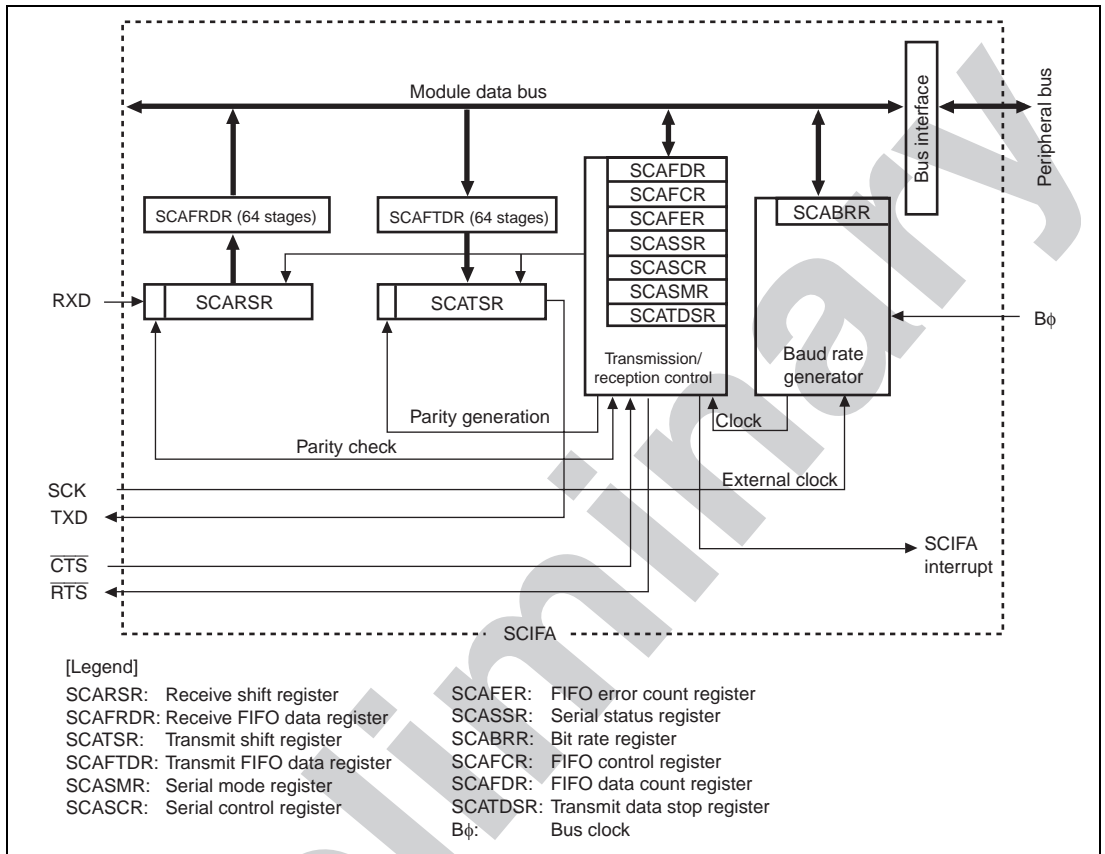 Module data bus
Bus interface
Peripheral bus
SCAFRDR (64 stages)
SCAFTDR (64 stages)
SCAFDR
SCAFCR
SCAFER
SCASSR
SCASCR
SCASMR
SCATDSR
SCABRR
RXD
SCARSR
SCATSR
Bϕ
Transmission/
reception control
Baud rate
generator
Parity generation
Clock
Parity check
SCK
External clock
TXD
C̅T̅S̅
R̅T̅S̅
SCIFA
interrupt
SCIFA
[Legend]
SCARSR: Receive shift register
SCAFRDR: Receive FIFO data register
SCATSR: Transmit shift register
SCAFTDR: Transmit FIFO data register
SCASMR: Serial mode register
SCASCR: Serial control register
SCAFER: FIFO error count register
SCASSR: Serial status register
SCABRR: Bit rate register
SCAFCR: FIFO control register
SCAFDR: FIFO data count register
SCATDSR: Transmit data stop register
Bϕ: Bus clock
liminary